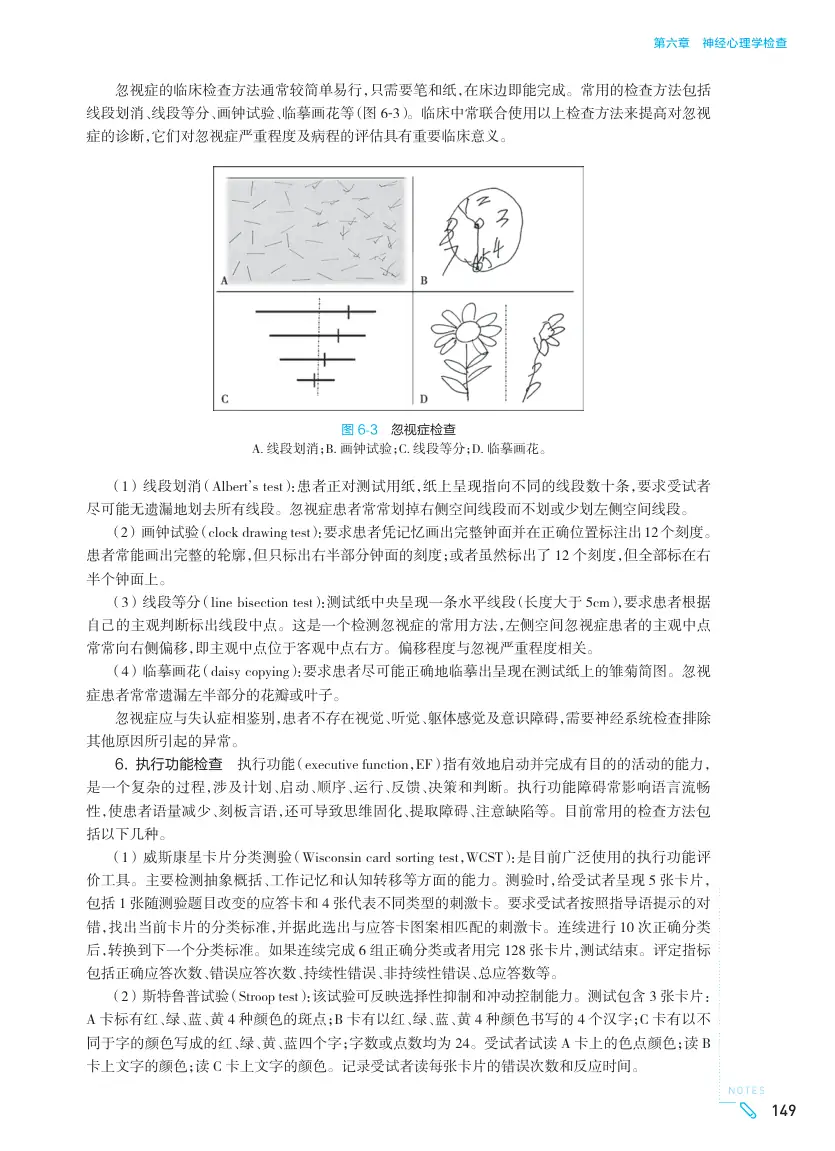 第六章 神经心理学检查
忽视症的临床检查方法通常较简单易行,只需要笔和纸,在床边即能完成。常用的检查方法包括
线段划消、线段等分、画钟试验、临摹画花等(图 6-3)。临床中常联合使用以上检查方法来提高对忽视
症的诊断,它们对忽视症严重程度及病程的评估具有重要临床意义。
A
B
12
3
4
5
C
D
图 6-3 忽视症检查
A. 线段划消;B. 画钟试验;C. 线段等分;D. 临摹画花。
(1)线段划消(Albert's test):患者正对测试用纸,纸上呈现指向不同的线段数十条,要求受试者
尽可能无遗漏地划去所有线段。忽视症患者常常划掉右侧空间线段而不划或少划左侧空间线段。
(2)画钟试验(clock drawing test):要求患者凭记忆画出完整钟面并在正确位置标注出12个刻度。
患者常能画出完整的轮廓,但只标出右半部分钟面的刻度;或者虽然标出了 12 个刻度,但全部标在右
半个钟面上。
(3)线段等分(line bisection test):测试纸中央呈现一条水平线段(长度大于 5cm),要求患者根据
自己的主观判断标出线段中点。这是一个检测忽视症的常用方法,左侧空间忽视症患者的主观中点
常常向右侧偏移,即主观中点位于客观中点右方。偏移程度与忽视严重程度相关。
(4)临摹画花(daisy copying):要求患者尽可能正确地临摹出呈现在测试纸上的雏菊简图。忽视
症患者常常遗漏左半部分的花瓣或叶子。
忽视症应与失认症相鉴别,患者不存在视觉、听觉、躯体感觉及意识障碍,需要神经系统检查排除
其他原因所引起的异常。
6. 执行功能检查 执行功能(executive function,EF)指有效地启动并完成有目的的活动的能力,
是一个复杂的过程,涉及计划、启动、顺序、运行、反馈、决策和判断。执行功能障碍常影响语言流畅
性,使患者语量减少、刻板言语,还可导致思维固化、提取障碍、注意缺陷等。目前常用的检查方法包
括以下几种。
(1)威斯康星卡片分类测验(Wisconsin card sorting test,WCST):是目前广泛使用的执行功能评
价工具。主要检测抽象概括、工作记忆和认知转移等方面的能力。测验时,给受试者呈现 5 张卡片,
包括 1 张随测验题目改变的应答卡和 4 张代表不同类型的刺激卡。要求受试者按照指导语提示的对
错,找出当前卡片的分类标准,并据此选出与应答卡图案相匹配的刺激卡。连续进行 10 次正确分类
后,转换到下一个分类标准。如果连续完成 6 组正确分类或者用完 128 张卡片,测试结束。评定指标
包括正确应答次数、错误应答次数、持续性错误、非持续性错误、总应答数等。
(2)斯特鲁普试验(Stroop test):该试验可反映选择性抑制和冲动控制能力。测试包含 3 张卡片:
A 卡标有红、绿、蓝、黄 4 种颜色的斑点;B 卡有以红、绿、蓝、黄 4 种颜色书写的 4 个汉字;C 卡有以不
同于字的颜色写成的红、绿、黄、蓝四个字;字数或点数均为 24。受试者试读 A 卡上的色点颜色;读 B
卡上文字的颜色;读 C 卡上文字的颜色。记录受试者读每张卡片的错误次数和反应时间。
NOTES
149